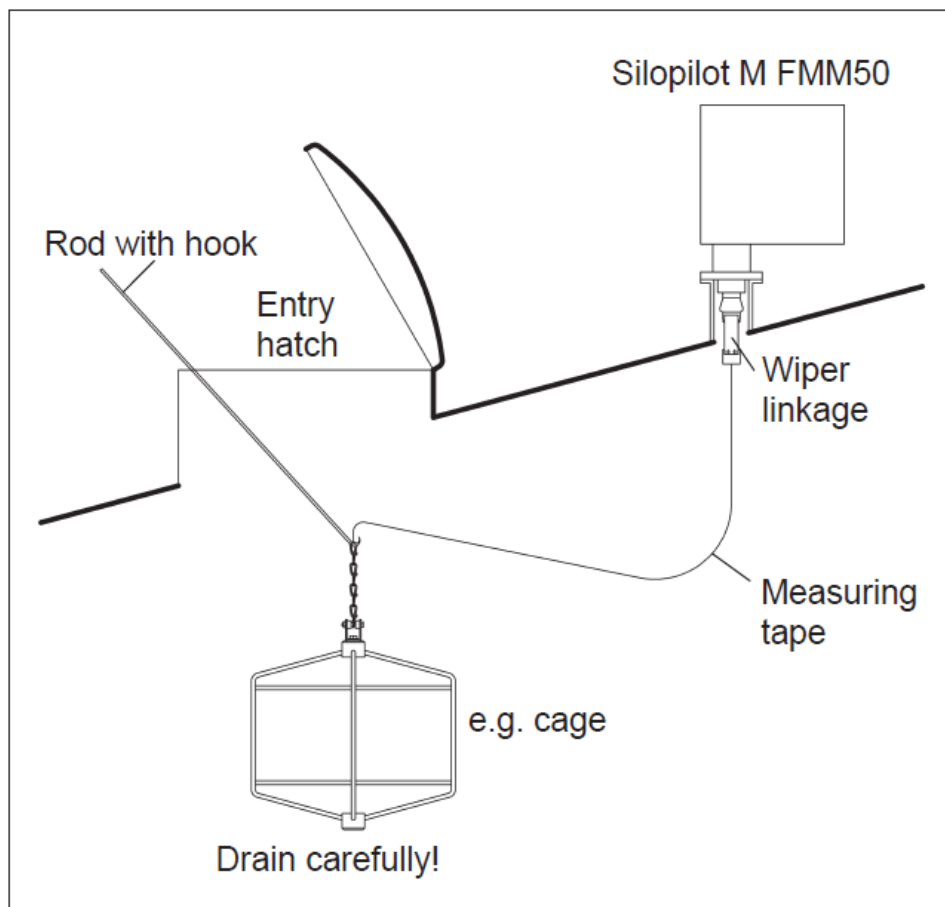 Silopilot M FMM50
Rod with hook
Entry
hatch
Wiper
linkage
Measuring
tape
e.g. cage
Drain carefully!